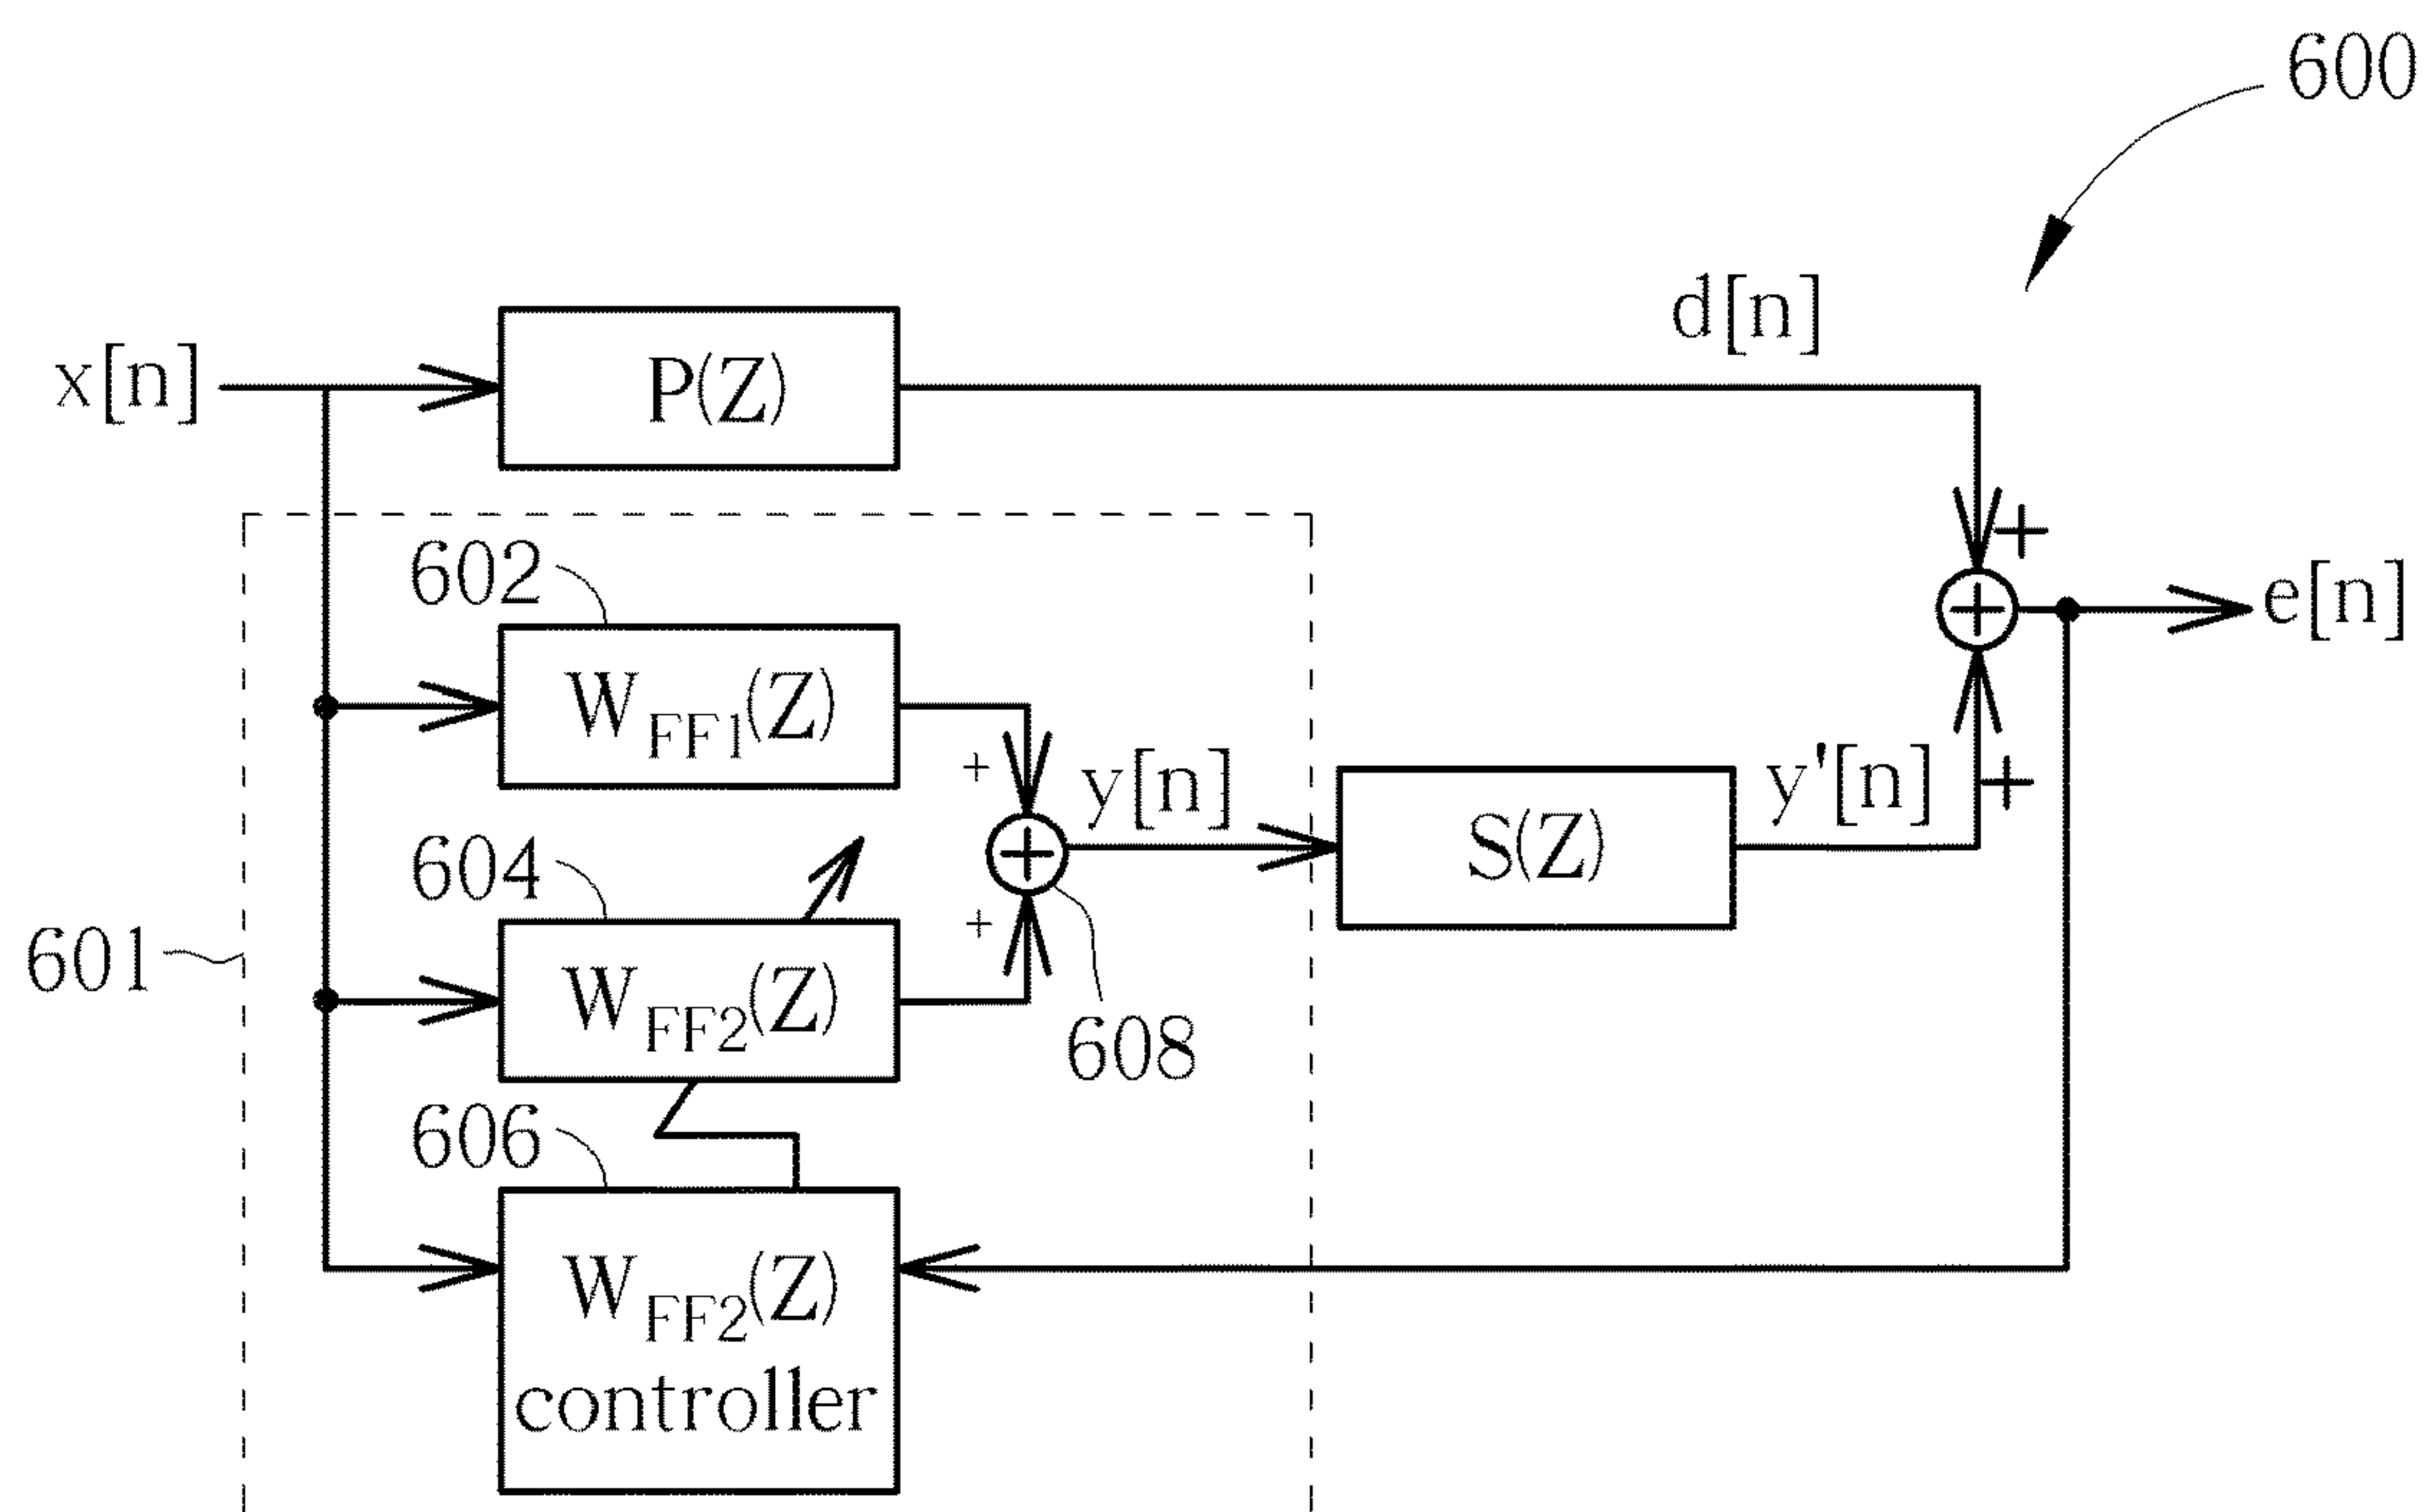 600
x[n]
P(Z)
d[n]
+
602
W_FF1(Z)
+
e[n]
+
y[n]
y'[n]
+
604
+
S(Z)
601
W_FF2(Z)
+
608
606
W_FF2(Z)
controller